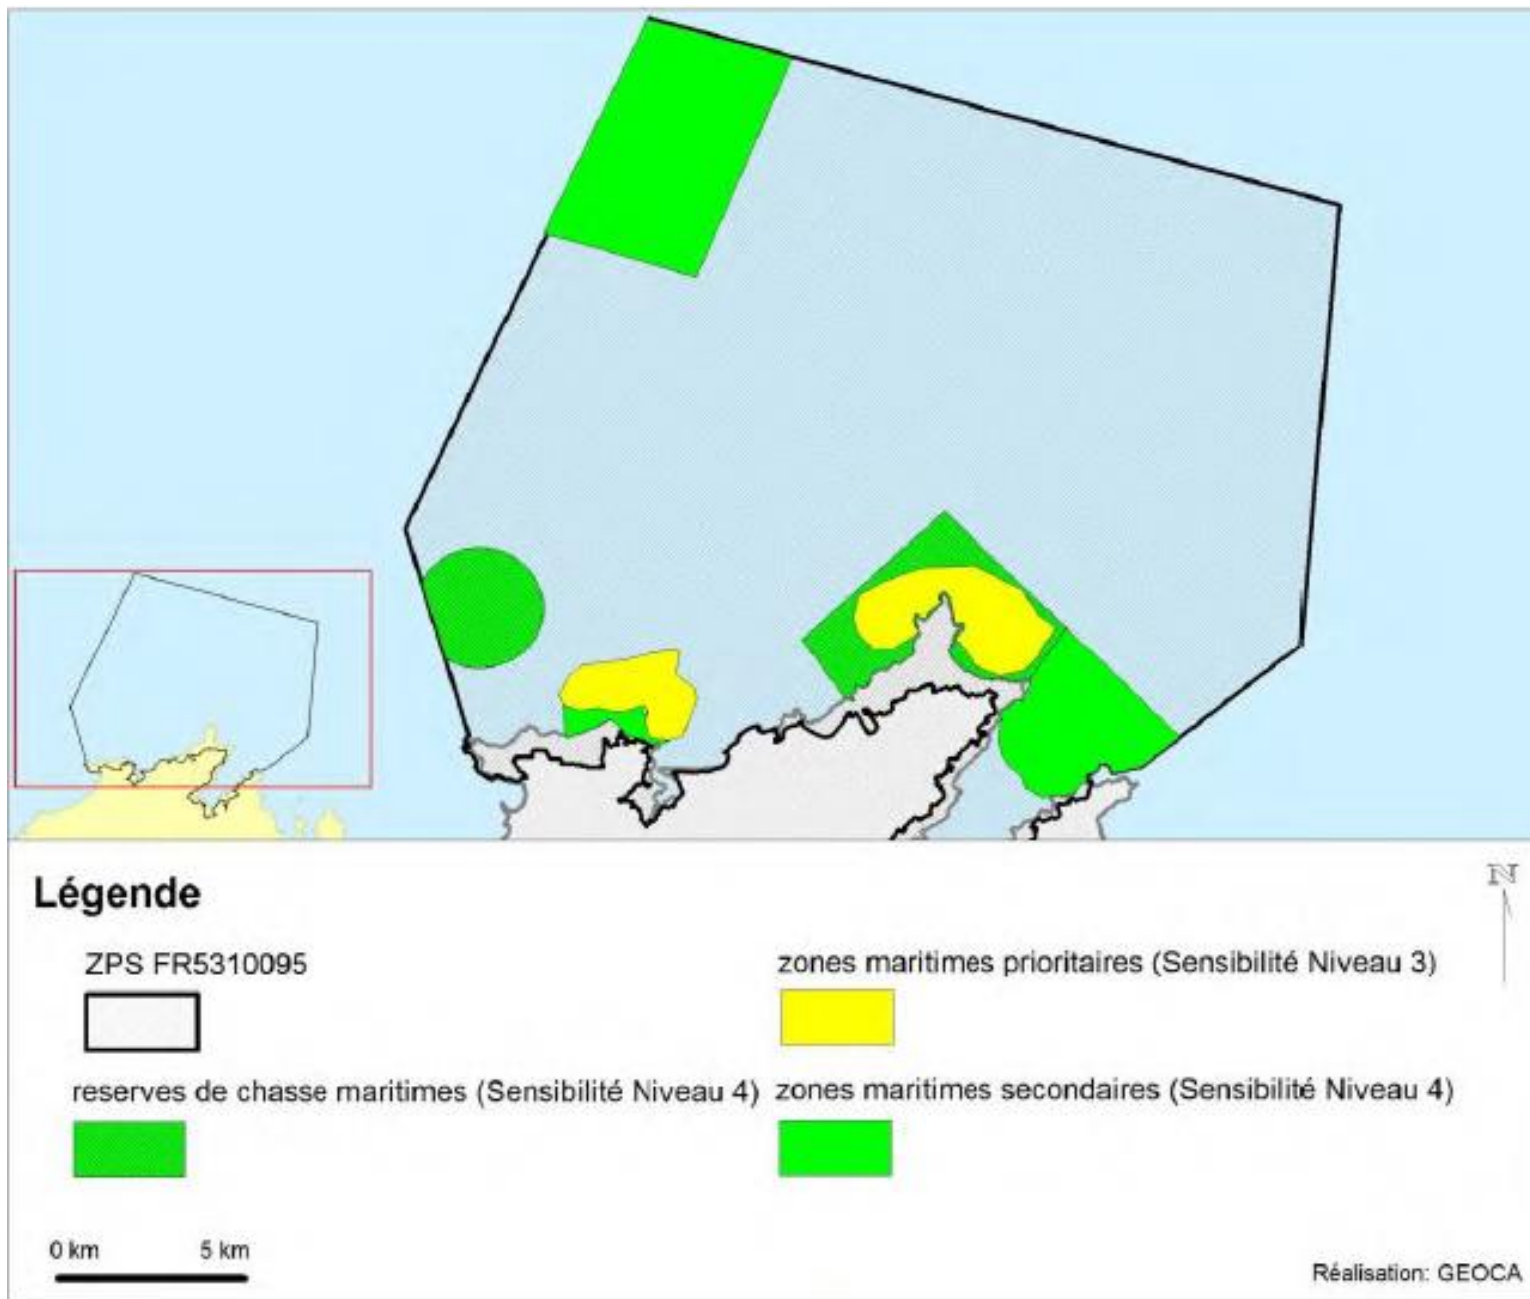 Légende
N
ZPS FR5310095
zones maritimes prioritaires (Sensibilité Niveau 3)
reserves de chasse maritimes (Sensibilité Niveau 4)
zones maritimes secondaires (Sensibilité Niveau 4)
0 km 5 km
Réalisation: GEOCA